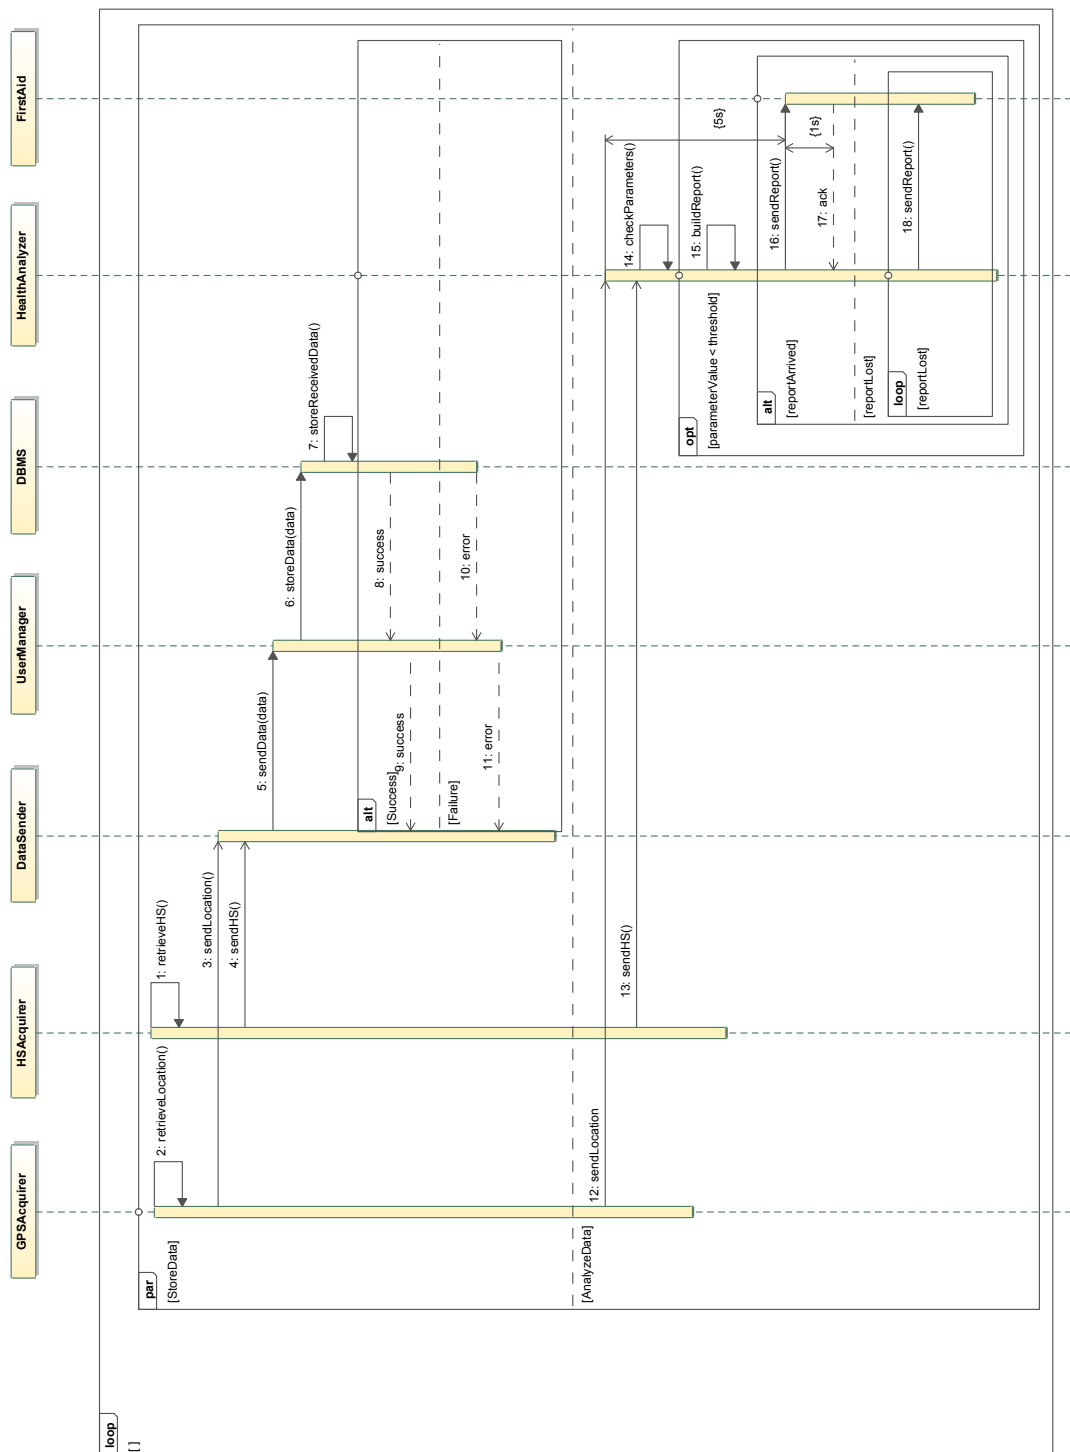 GPSAcquirer
HSAcquirer
DataSender
UserManager
DBMS
HealthAnalyzer
FirstAid
loop
[ ]
par
[StoreData]
1: retrieveHS()
2: retrieveLocation()
3: sendLocation()
4: sendHS()
5: sendData(data)
6: storeData(data)
7: storeReceivedData()
alt
[Success]
8: success
9: success
[Failure]
10: error
11: error
[AnalyzeData]
12: sendLocation
13: sendHS()
14: checkParameters()
{5s}
opt
[parameterValue < threshold]
15: buildReport()
alt
[reportArrived]
16: sendReport()
{1s}
17: ack
[reportLost]
loop
[reportLost]
18: sendReport()